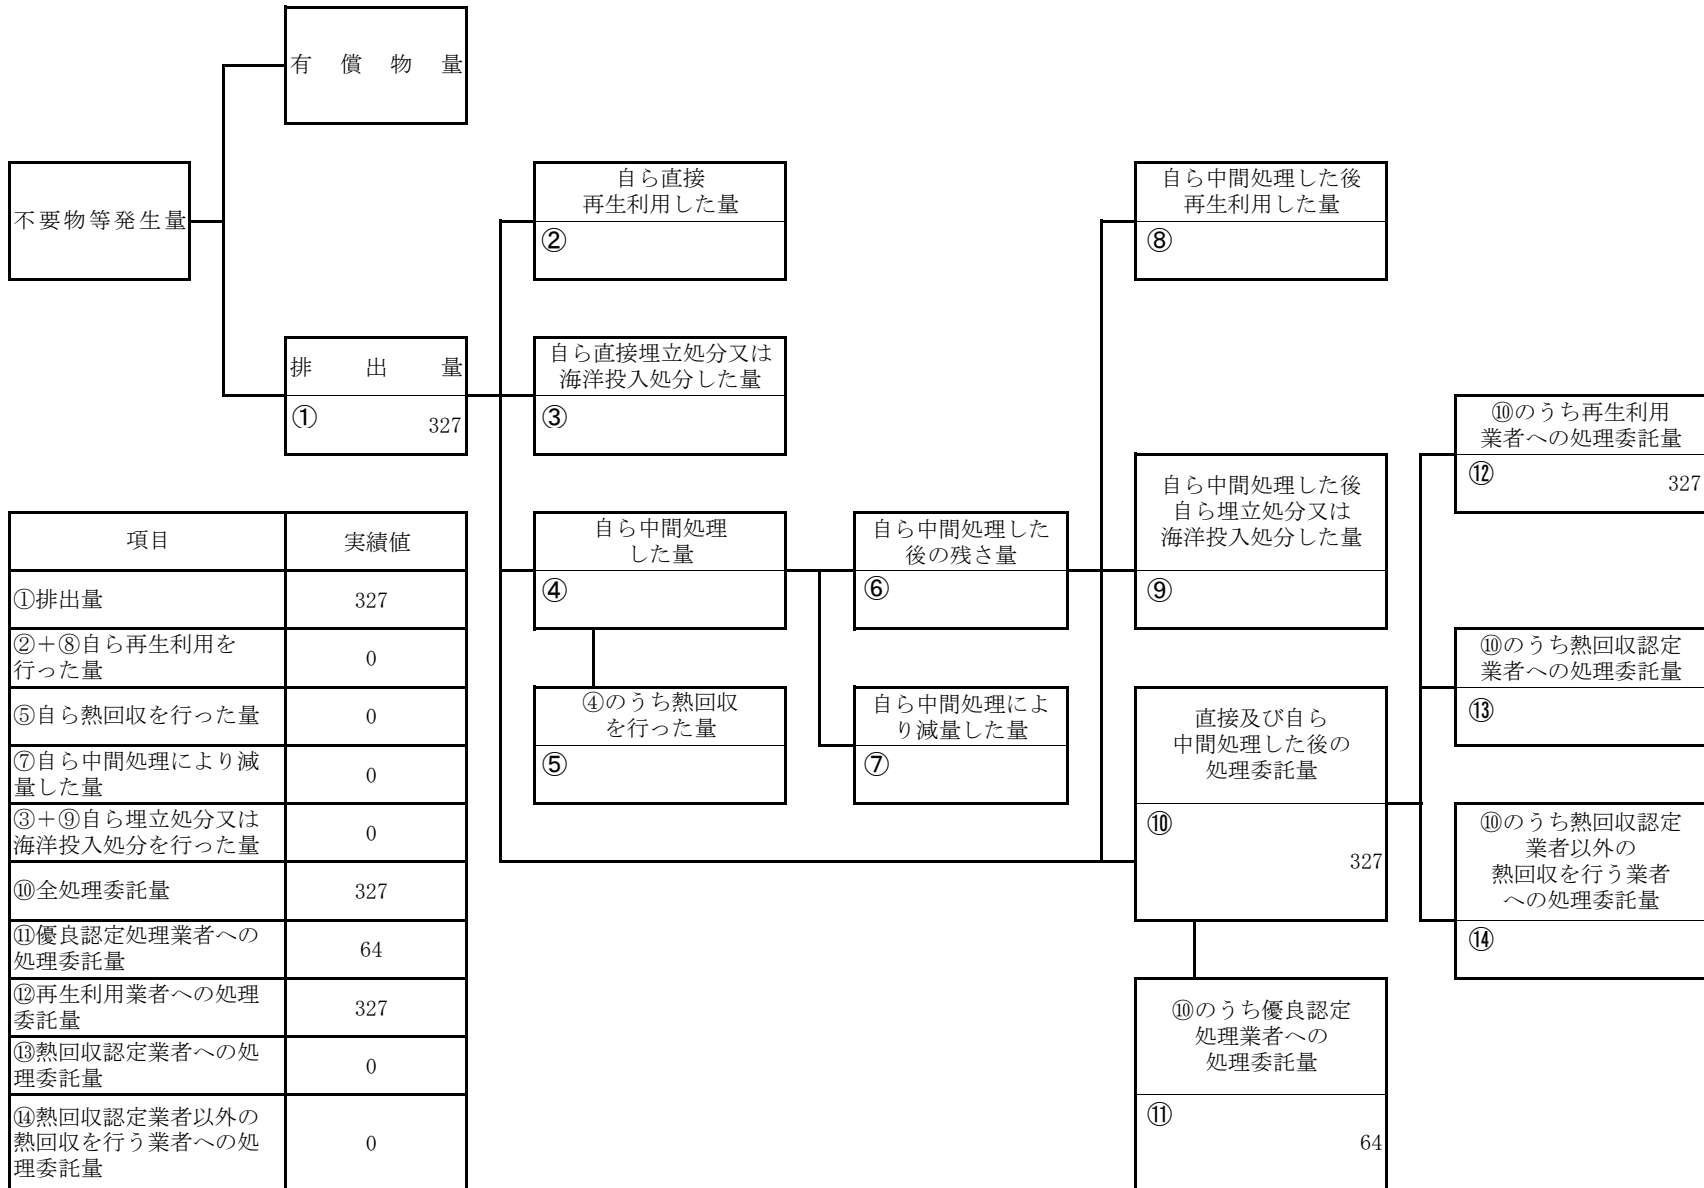 有償物量
不要物等発生量
排出量
①
327
自ら直接
再生利用した量
②
自ら直接埋立処分又は
海洋投入処分した量
③
自ら中間処理
した量
④
④のうち熱回収
を行った量
⑤
自ら中間処理した
後の残さ量
⑥
自ら中間処理によ
り減量した量
⑦
自ら中間処理した後
再生利用した量
⑧
自ら中間処理した後
自ら埋立処分又は
海洋投入処分した量
⑨
直接及び自ら
中間処理した後の
処理委託量
⑩
327
⑩のうち優良認定
処理業者への
処理委託量
⑪
64
⑩のうち再生利用
業者への処理委託量
⑫
327
⑩のうち熱回収認定
業者への処理委託量
⑬
⑩のうち熱回収認定
業者以外の
熱回収を行う業者
への処理委託量
⑭
項目 実績値
①排出量 327
②+⑧自ら再生利用を
行った量 0
⑤自ら熱回収を行った量 0
⑦自ら中間処理により減
量した量 0
③+⑨自ら埋立処分又は
海洋投入処分を行った量 0
⑩全処理委託量 327
⑪優良認定処理業者への
処理委託量 64
⑫再生利用業者への処理
委託量 327
⑬熱回収認定業者への処
理委託量 0
⑭熱回収認定業者以外の
熱回収を行う業者への処
理委託量 0